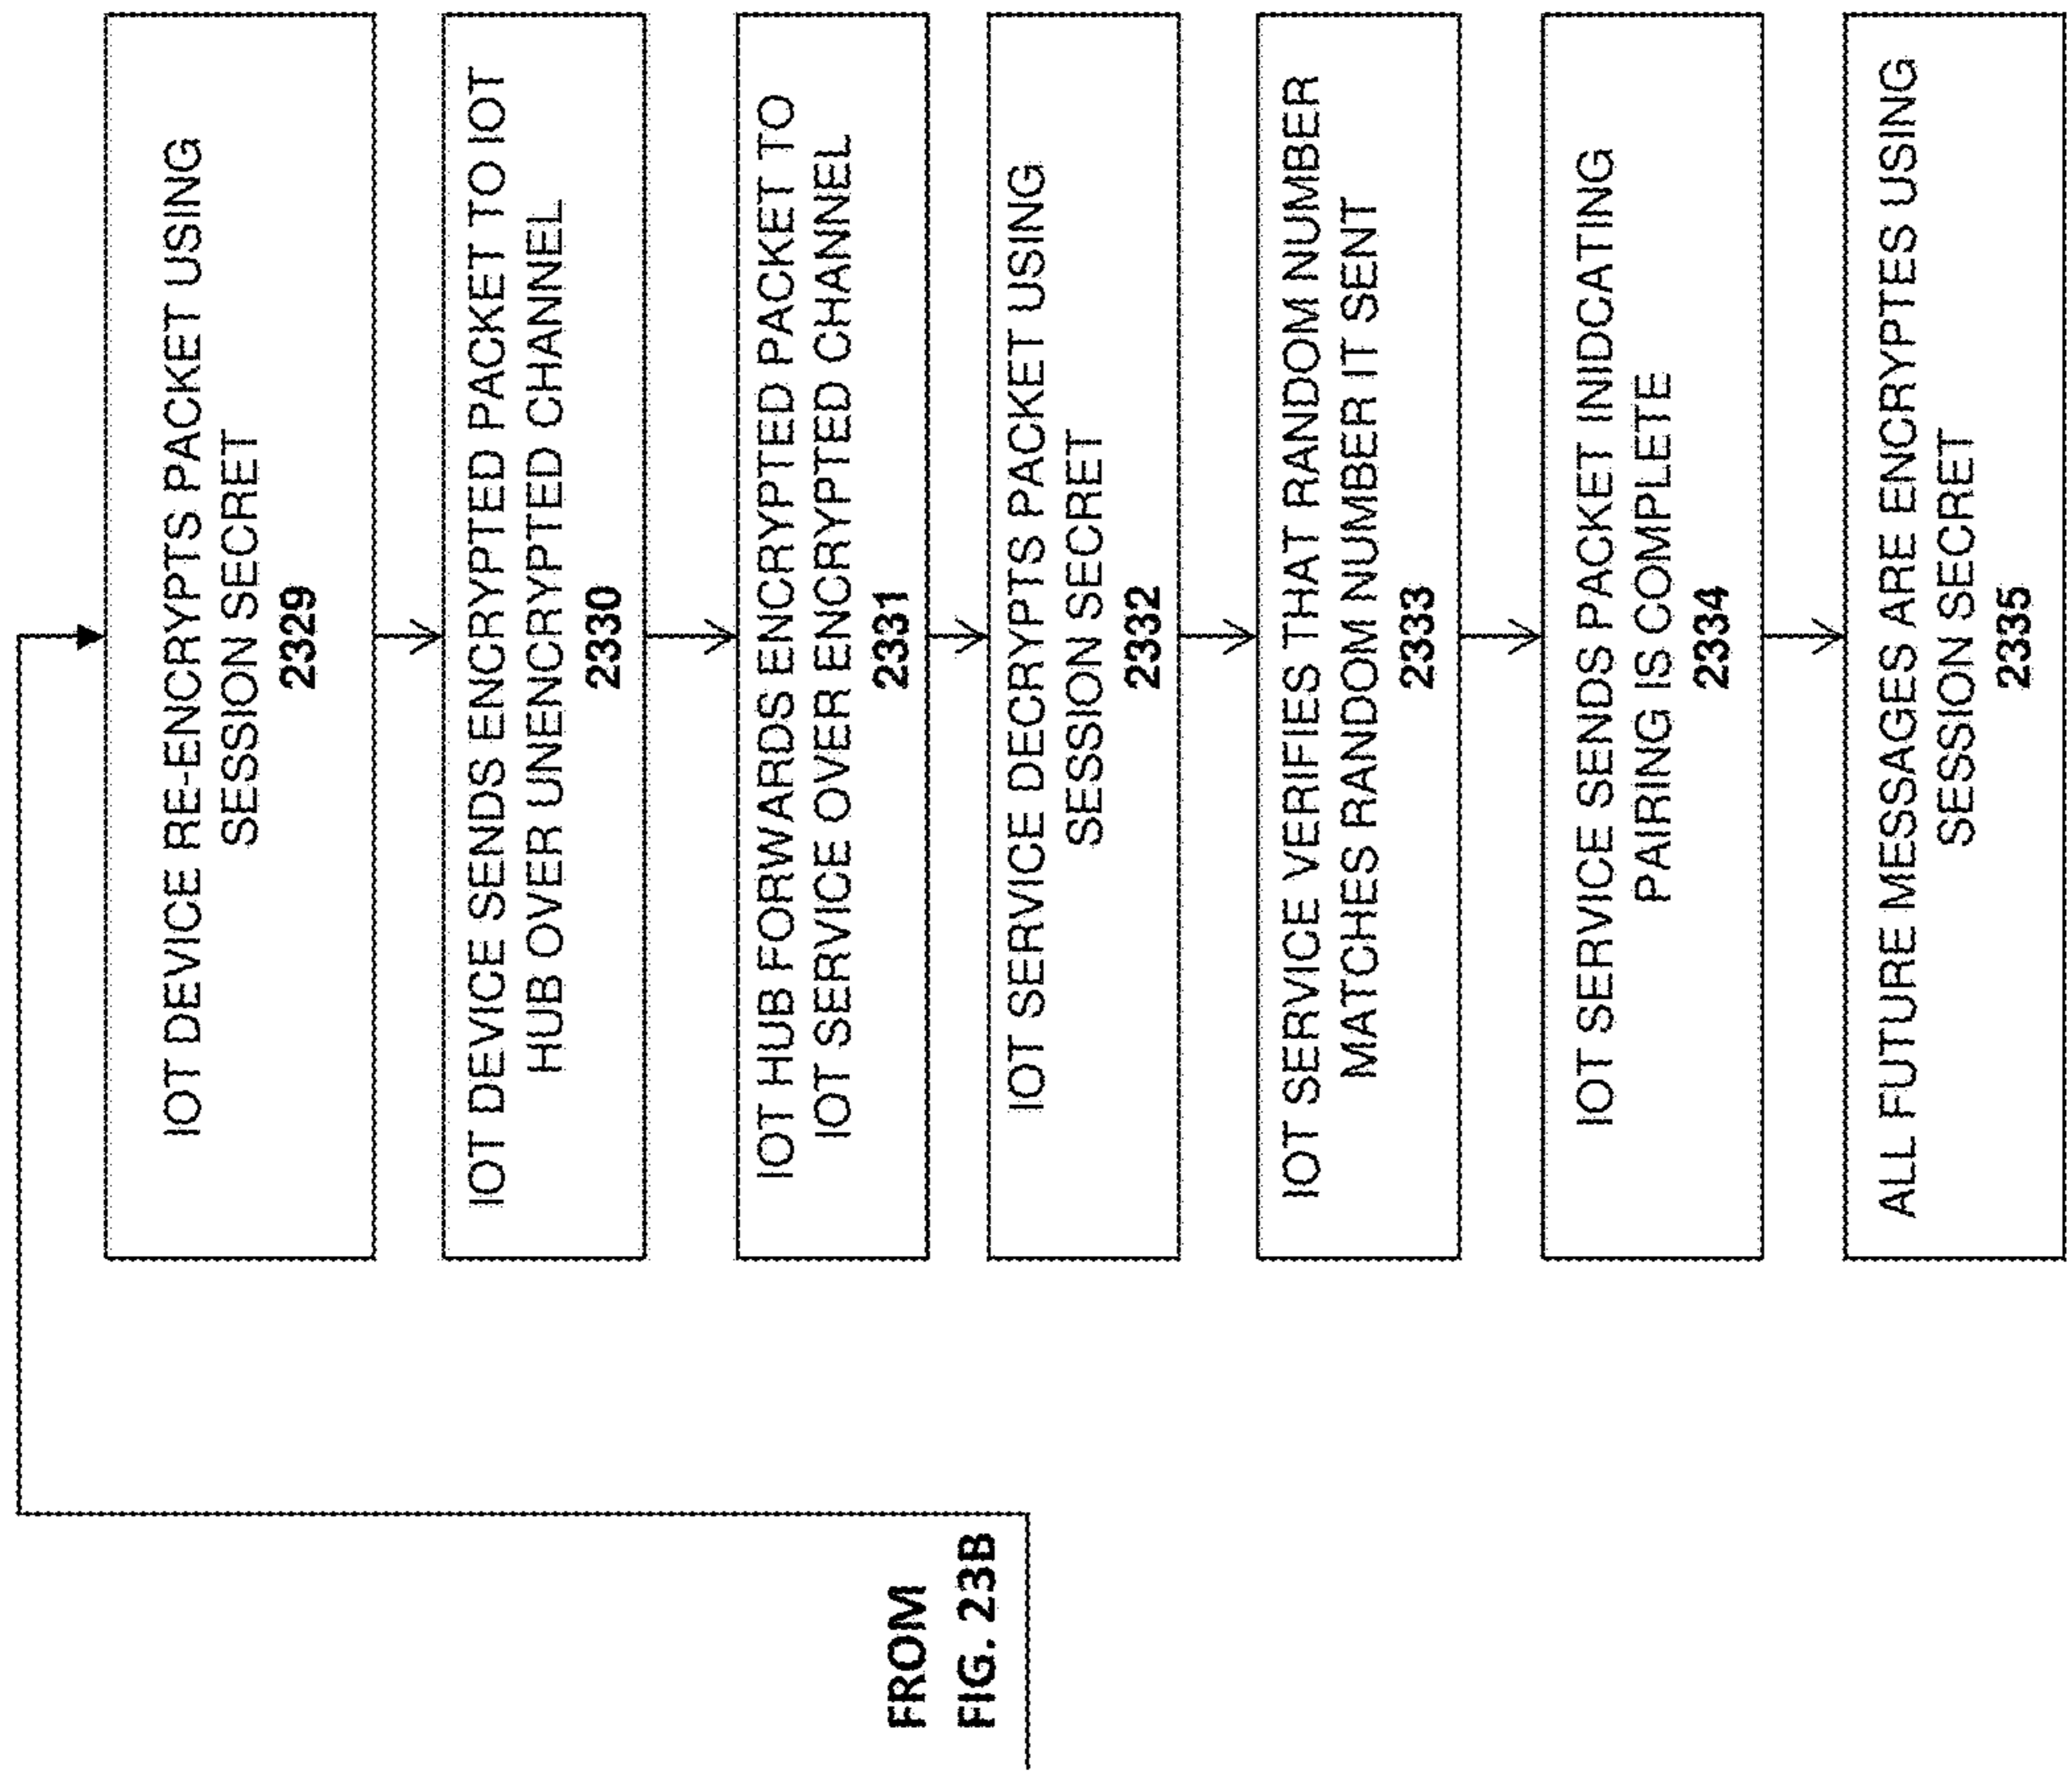 FROM
FIG. 23B
IOT DEVICE RE-ENCRYPTS PACKET USING
SESSION SECRET
2329
IOT DEVICE SENDS ENCRYPTED PACKET TO IOT
HUB OVER UNENCRYPTED CHANNEL
2330
IOT HUB FORWARDS ENCRYPTED PACKET TO
IOT SERVICE OVER ENCRYPTED CHANNEL
2331
IOT SERVICE DECRYPTS PACKET USING
SESSION SECRET
2332
IOT SERVICE VERIFIES THAT RANDOM NUMBER
MATCHES RANDOM NUMBER IT SENT
2333
IOT SERVICE SENDS PACKET INIDCATING
PAIRING IS COMPLETE
2334
ALL FUTURE MESSAGES ARE ENCRYPTES USING
SESSION SECRET
2335